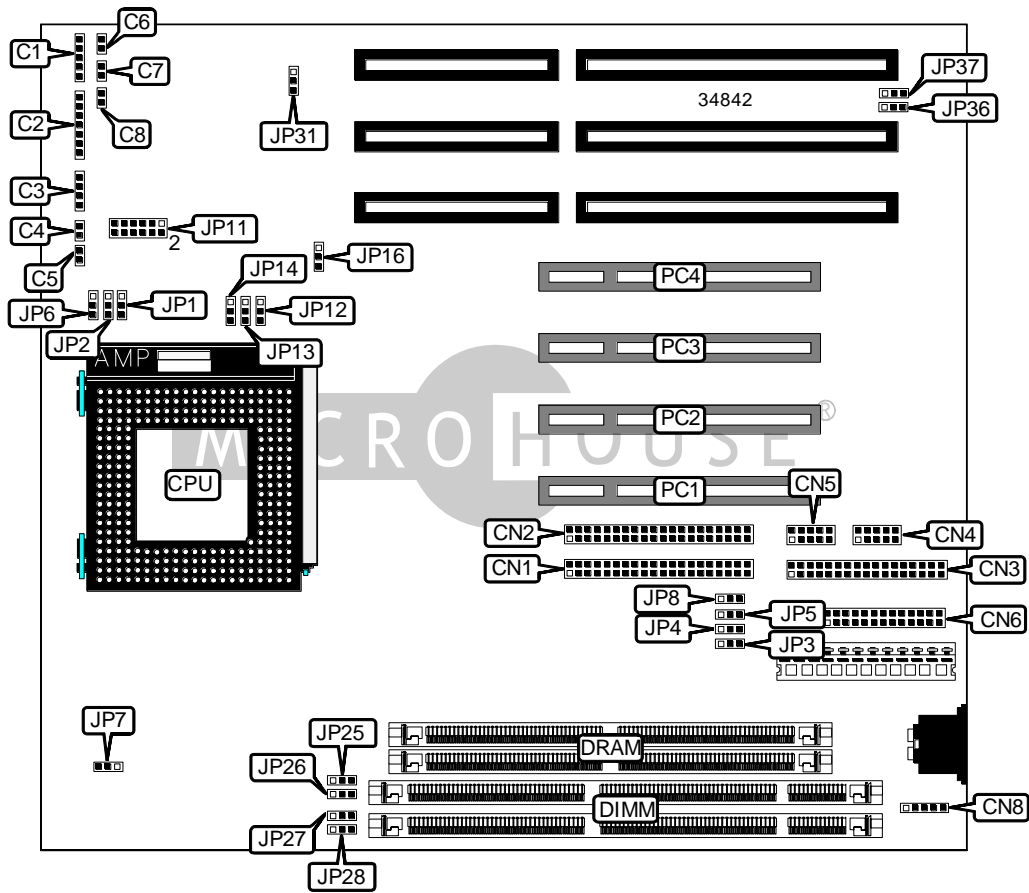 C6
C1
C7
JP37
34842
C2
C8
JP31
JP36
C3
C4
JP11
2
C5
JP14
JP16
PC4
JP6
JP1
JP12
JP2
JP13
PC3
AMP
MICROHOUSE®
PC2
CPU
PC1
CN5
CN2
CN4
CN1
CN3
JP8
JP5
CN6
JP4
JP3
JP7
JP25
DRAM
JP26
DIMM
CN8
JP27
JP28